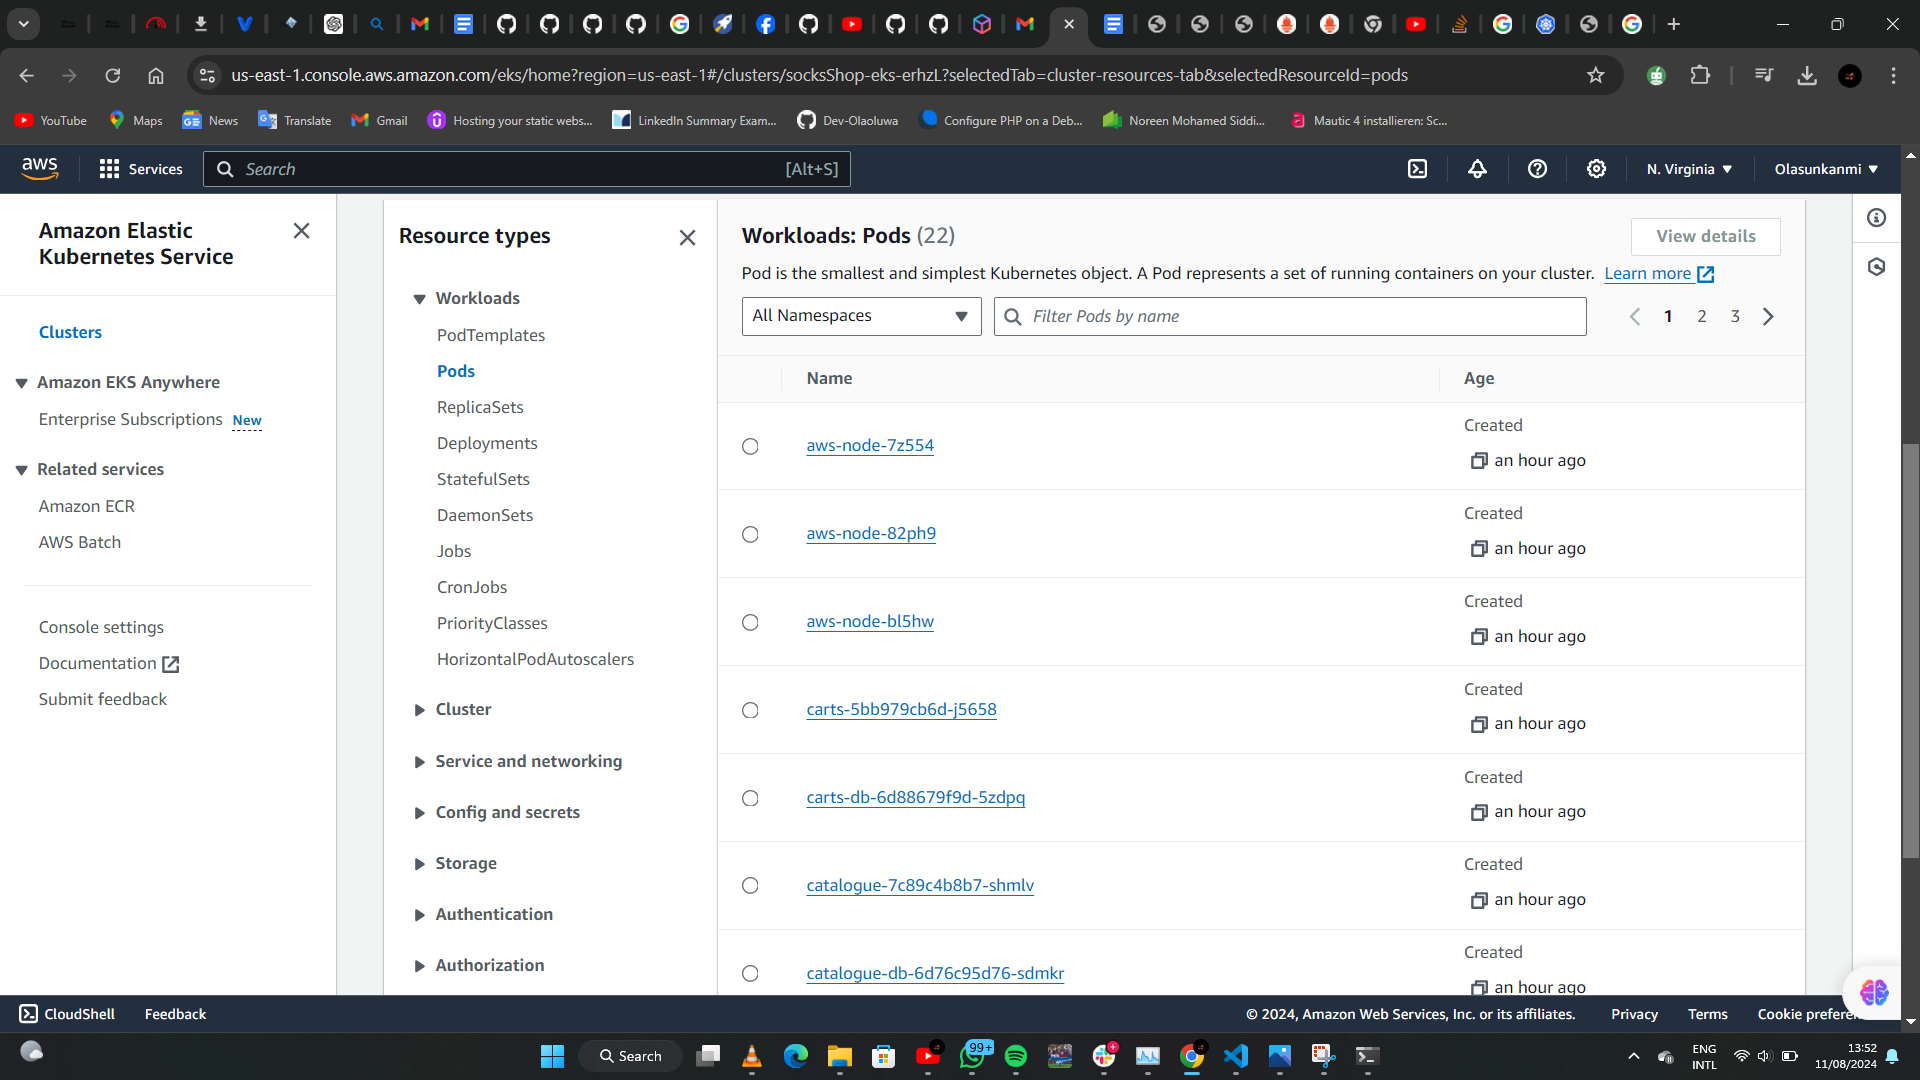 us-east-1.console.aws.amazon.com/eks/home?region=us-east-1#/clusters/socksShop-eks-erhzL?selectedTab=cluster-resources-tab&selectedResourceId=pods
YouTube
Maps
News
Translate
Gmail
Hosting your static webs...
LinkedIn Summary Exam...
Dev-Olaoluwa
Configure PHP on a Deb...
Noreen Mohamed Siddi...
Mautic 4 installieren: Sc...
aws
Services
Search
[Alt+S]
N. Virginia
Olasunkanmi
Amazon Elastic
Kubernetes Service
Clusters
Amazon EKS Anywhere
Enterprise Subscriptions New
Related services
Amazon ECR
AWS Batch
Console settings
Documentation
Submit feedback
Resource types
Workloads
PodTemplates
Pods
ReplicaSets
Deployments
StatefulSets
DaemonSets
Jobs
CronJobs
PriorityClasses
HorizontalPodAutoscalers
Cluster
Service and networking
Config and secrets
Storage
Authentication
Authorization
Workloads: Pods (22)
View details
Pod is the smallest and simplest Kubernetes object. A Pod represents a set of running containers on your cluster. Learn more
All Namespaces
Filter Pods by name
1 2 3
Name
Age
aws-node-7z554
Created
an hour ago
aws-node-82ph9
Created
an hour ago
aws-node-bl5hw
Created
an hour ago
carts-5bb979cb6d-j5658
Created
an hour ago
carts-db-6d88679f9d-5zdpq
Created
an hour ago
catalogue-7c89c4b8b7-shmlv
Created
an hour ago
catalogue-db-6d76c95d76-sdmkr
Created
an hour ago
CloudShell
Feedback
© 2024, Amazon Web Services, Inc. or its affiliates.
Privacy
Terms
Cookie prefere
Search
99+
ENG
INTL
13:52
11/08/2024